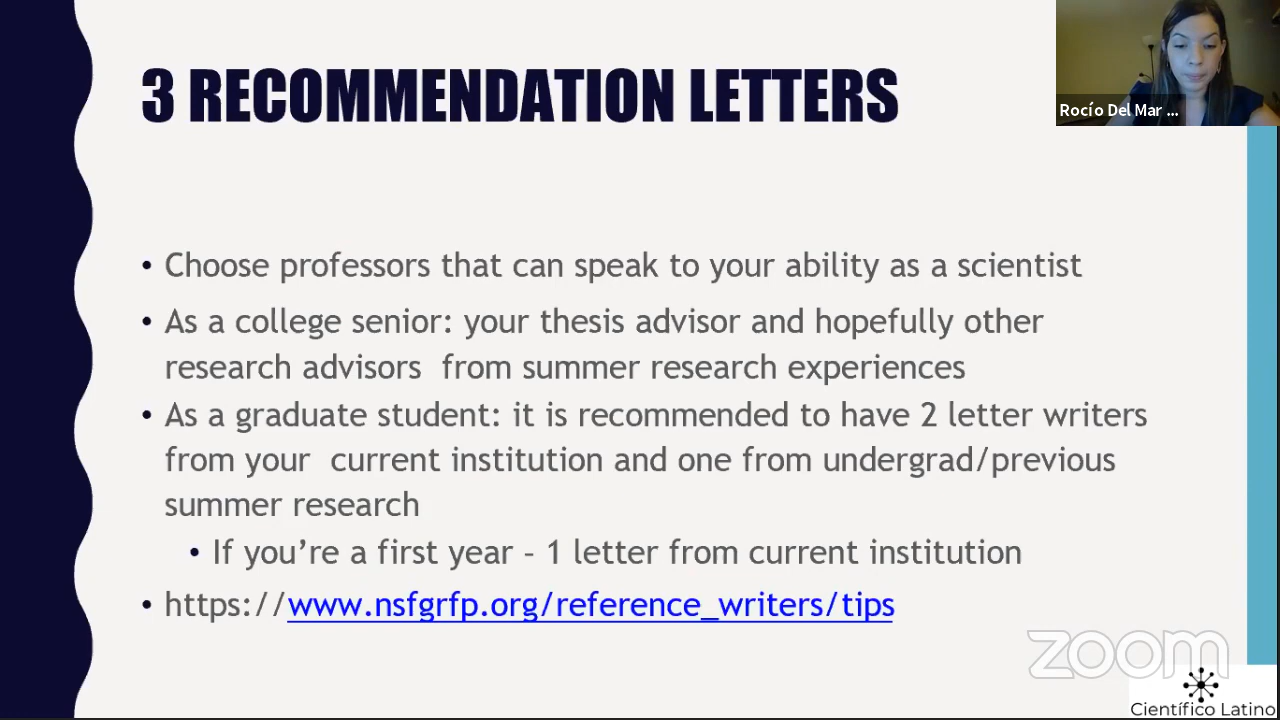 3 RECOMMENDATION LETTERS
Rocío Del Mar ...
• Choose professors that can speak to your ability as a scientist
• As a college senior: your thesis advisor and hopefully other
research advisors  from summer research experiences
• As a graduate student: it is recommended to have 2 letter writers
from your  current institution and one from undergrad/previous
summer research
• If you’re a first year – 1 letter from current institution
• https://www.nsfgrfp.org/reference_writers/tips
zoom
Científico Latino